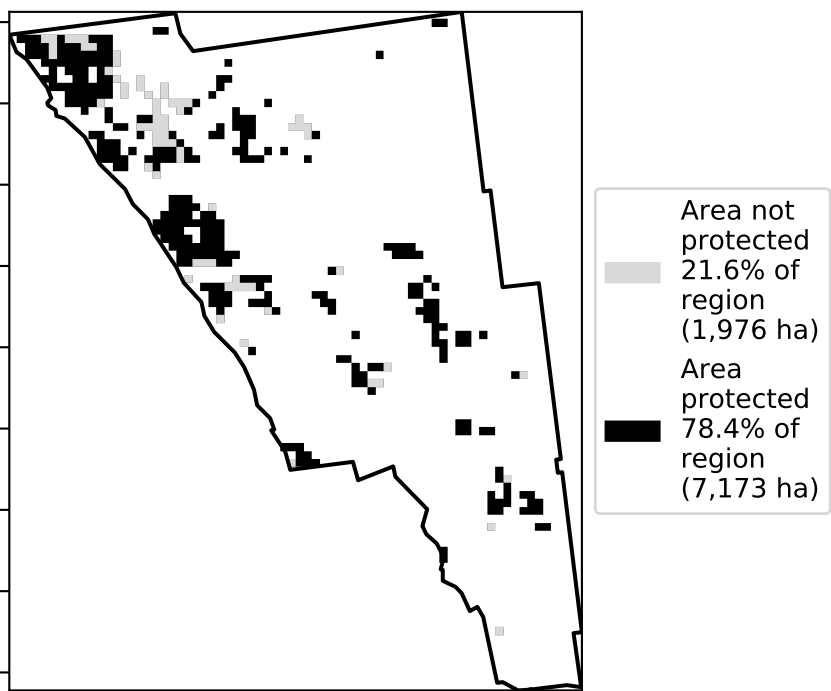 Area not
protected
21.6% of
region
(1,976 ha)
Area
protected
78.4% of
region
(7,173 ha)